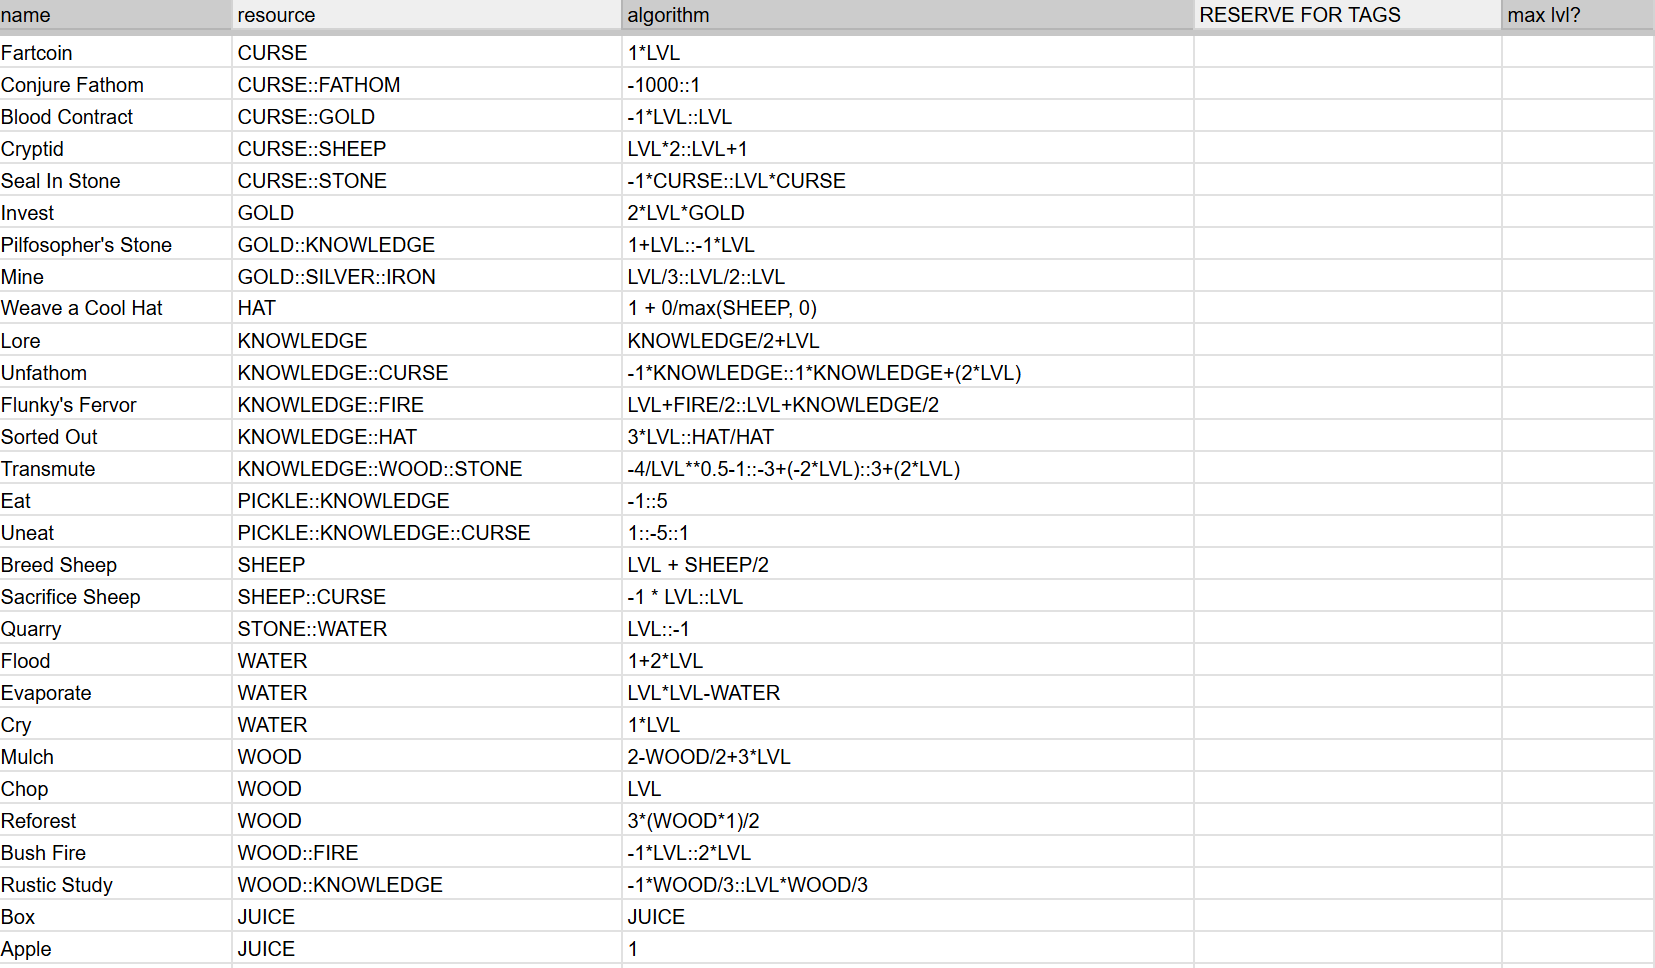 name resource algorithm RESERVE FOR TAGS max lvl?
Fartcoin CURSE 1*LVL
Conjure Fathom CURSE::FATHOM -1000::1
Blood Contract CURSE::GOLD -1*LVL::LVL
Cryptid CURSE::SHEEP LVL*2::LVL+1
Seal In Stone CURSE::STONE -1*CURSE::LVL*CURSE
Invest GOLD 2*LVL*GOLD
Pilfosopher's Stone GOLD::KNOWLEDGE 1+LVL::-1*LVL
Mine GOLD::SILVER::IRON LVL/3::LVL/2::LVL
Weave a Cool Hat HAT 1 + 0/max(SHEEP, 0)
Lore KNOWLEDGE KNOWLEDGE/2+LVL
Unfathom KNOWLEDGE::CURSE -1*KNOWLEDGE::1*KNOWLEDGE+(2*LVL)
Flunky's Fervor KNOWLEDGE::FIRE LVL+FIRE/2::LVL+KNOWLEDGE/2
Sorted Out KNOWLEDGE::HAT 3*LVL::HAT/HAT
Transmute KNOWLEDGE::WOOD::STONE -4/LVL**0.5-1::-3+(-2*LVL)::3+(2*LVL)
Eat PICKLE::KNOWLEDGE -1::5
Uneat PICKLE::KNOWLEDGE::CURSE 1::-5::1
Breed Sheep SHEEP LVL + SHEEP/2
Sacrifice Sheep SHEEP::CURSE -1 * LVL::LVL
Quarry STONE::WATER LVL::-1
Flood WATER 1+2*LVL
Evaporate WATER LVL*LVL-WATER
Cry WATER 1*LVL
Mulch WOOD 2-WOOD/2+3*LVL
Chop WOOD LVL
Reforest WOOD 3*(WOOD*1)/2
Bush Fire WOOD::FIRE -1*LVL::2*LVL
Rustic Study WOOD::KNOWLEDGE -1*WOOD/3::LVL*WOOD/3
Box JUICE JUICE
Apple JUICE 1